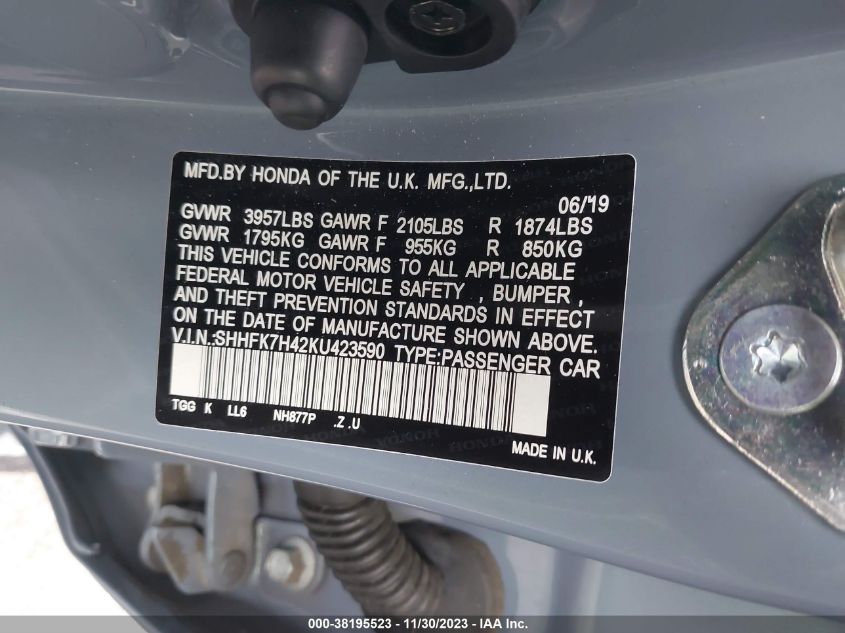 MFD.BY HONDA OF THE U.K. MFG.,LTD.
06/19
GVWR 3957LBS GAWR F 2105LBS R 1874LBS
GVWR 1795KG GAWR F 955KG R 850KG
THIS VEHICLE CONFORMS TO ALL APPLICABLE
FEDERAL MOTOR VEHICLE SAFETY , BUMPER ,
AND THEFT PREVENTION STANDARDS IN EFFECT
ON THE DATE OF MANUFACTURE SHOWN ABOVE.
V.I.N.:SHHFK7H42KU423590 TYPE:PASSENGER CAR
TGG K LL6 NH877P .Z .U
MADE IN U.K.
000-38195523 — 11/30/2023 — IAA Inc.